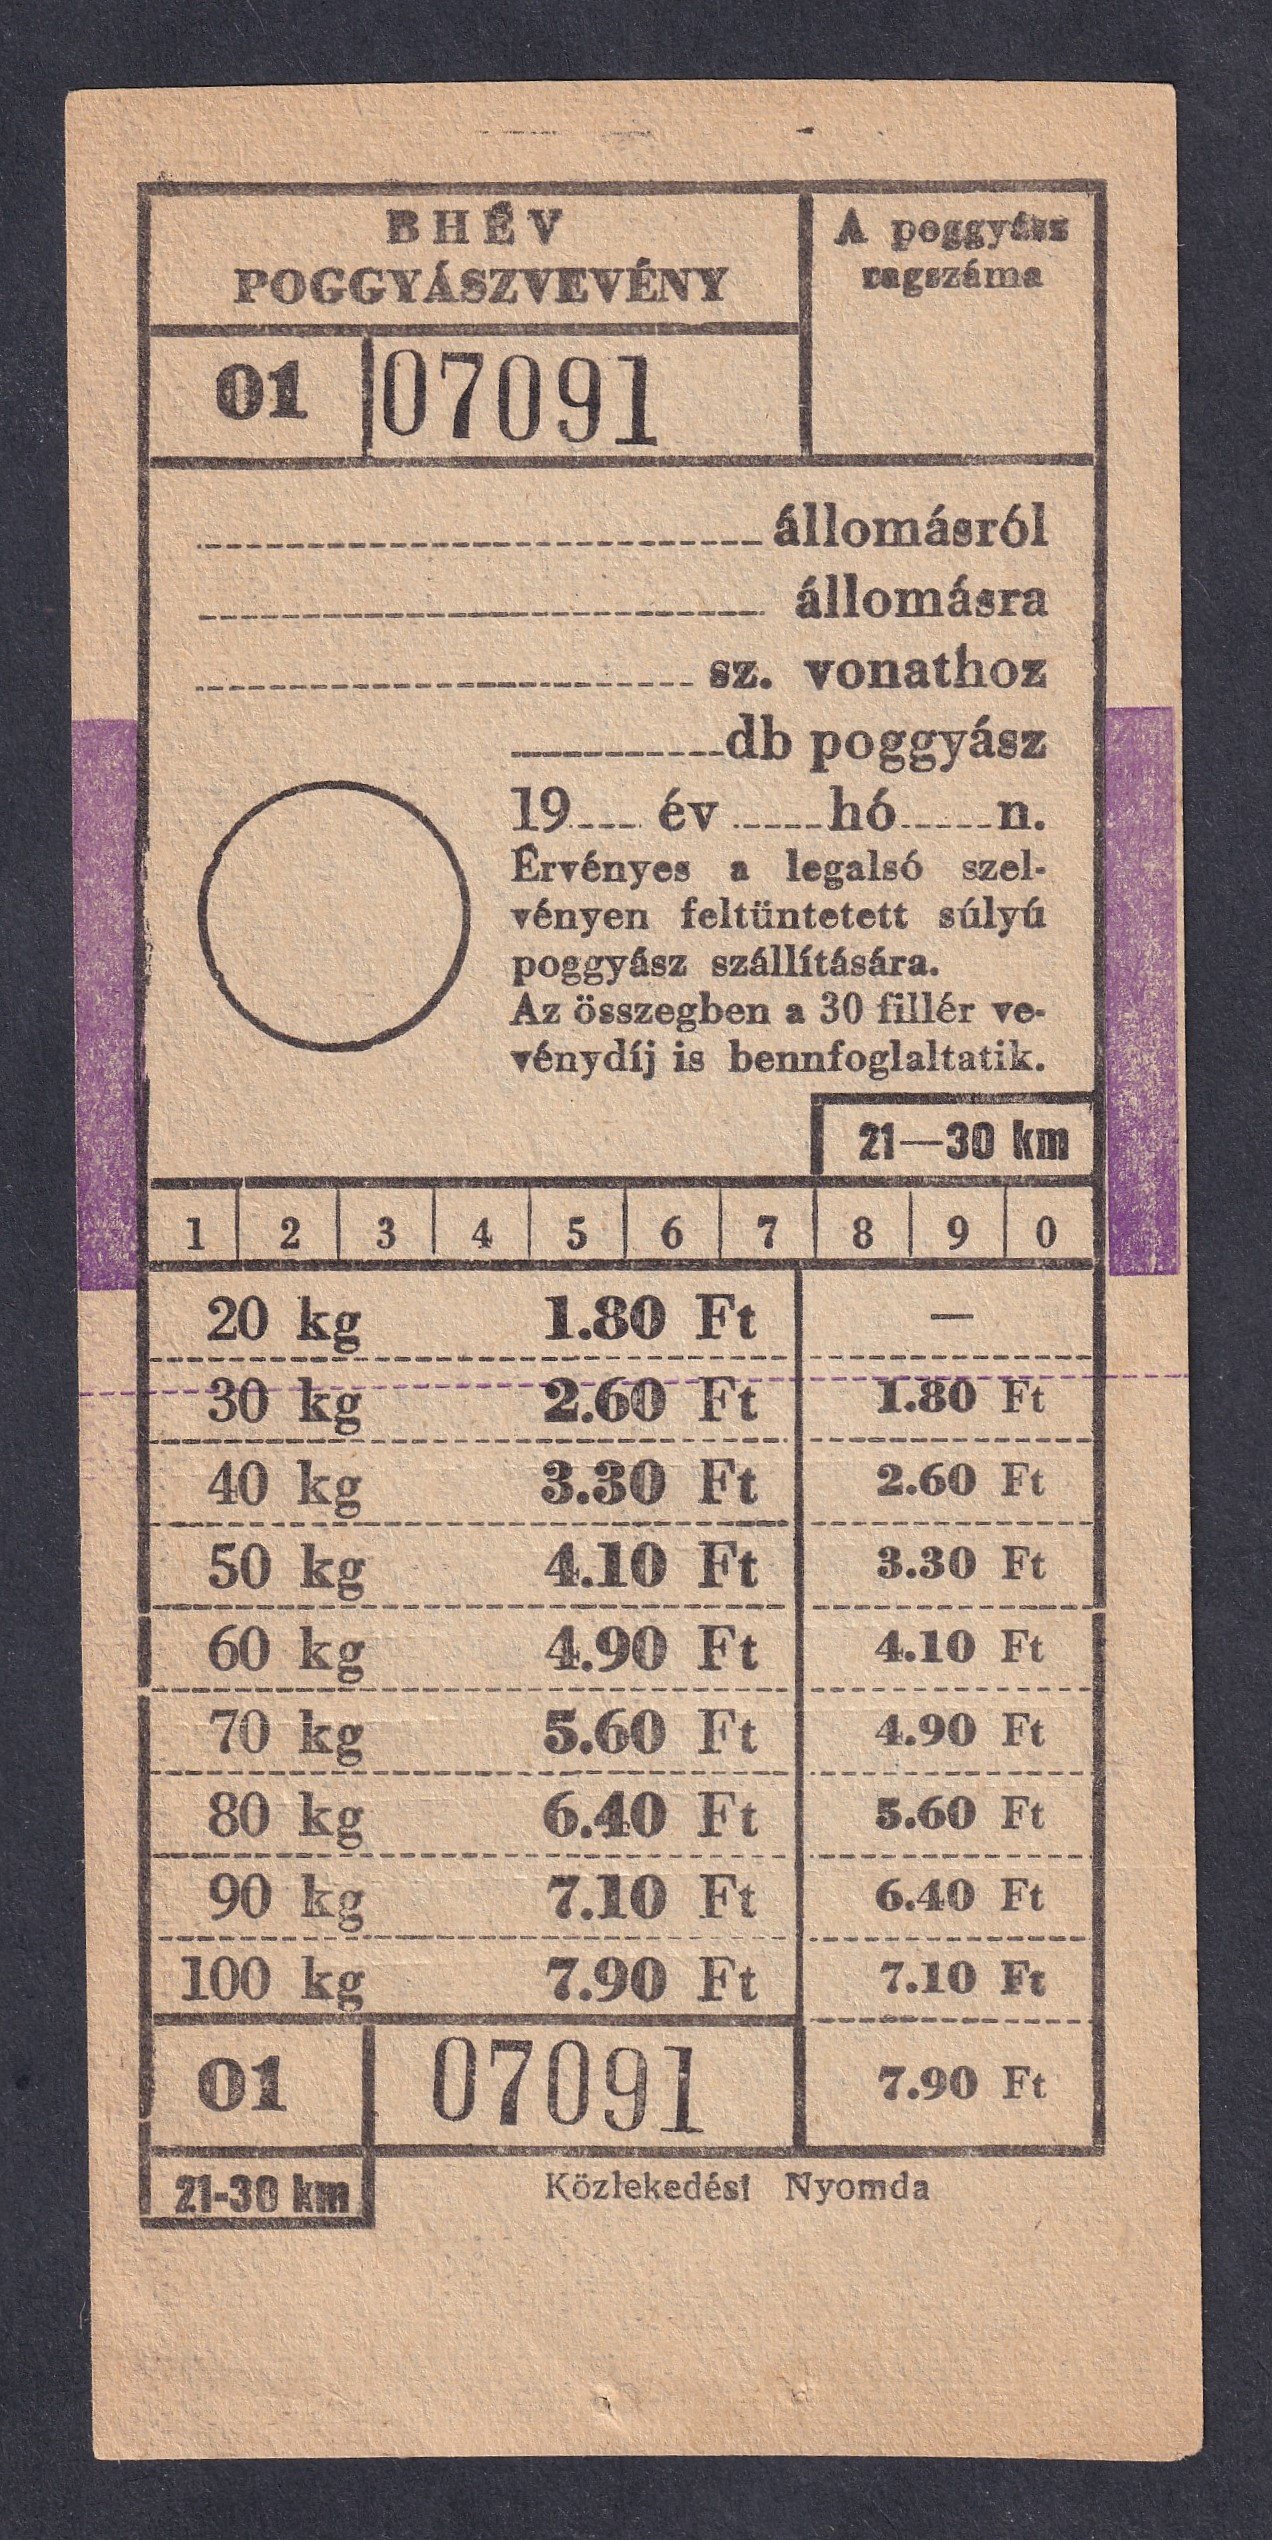 BHÉV
POGGYÁSZVEVÉNY
A poggyász
ragszáma
01 07091
állomásról
állomásra
sz. vonathoz
db poggyász
19 év hó n.
Érvényes a legalsó szel-
vényen feltüntetett súlyú
poggyász szállítására.
Az összegben a 30 fillér ve-
vénydíj is bennfoglaltatik.
21—30 km
1 2 3 4 5 6 7 8 9 0
20 kg 1.80 Ft —
30 kg 2.60 Ft 1.80 Ft
40 kg 3.30 Ft 2.60 Ft
50 kg 4.10 Ft 3.30 Ft
60 kg 4.90 Ft 4.10 Ft
70 kg 5.60 Ft 4.90 Ft
80 kg 6.40 Ft 5.60 Ft
90 kg 7.10 Ft 6.40 Ft
100 kg 7.90 Ft 7.10 Ft
01 07091 7.90 Ft
21-30 km
Közlekedési Nyomda